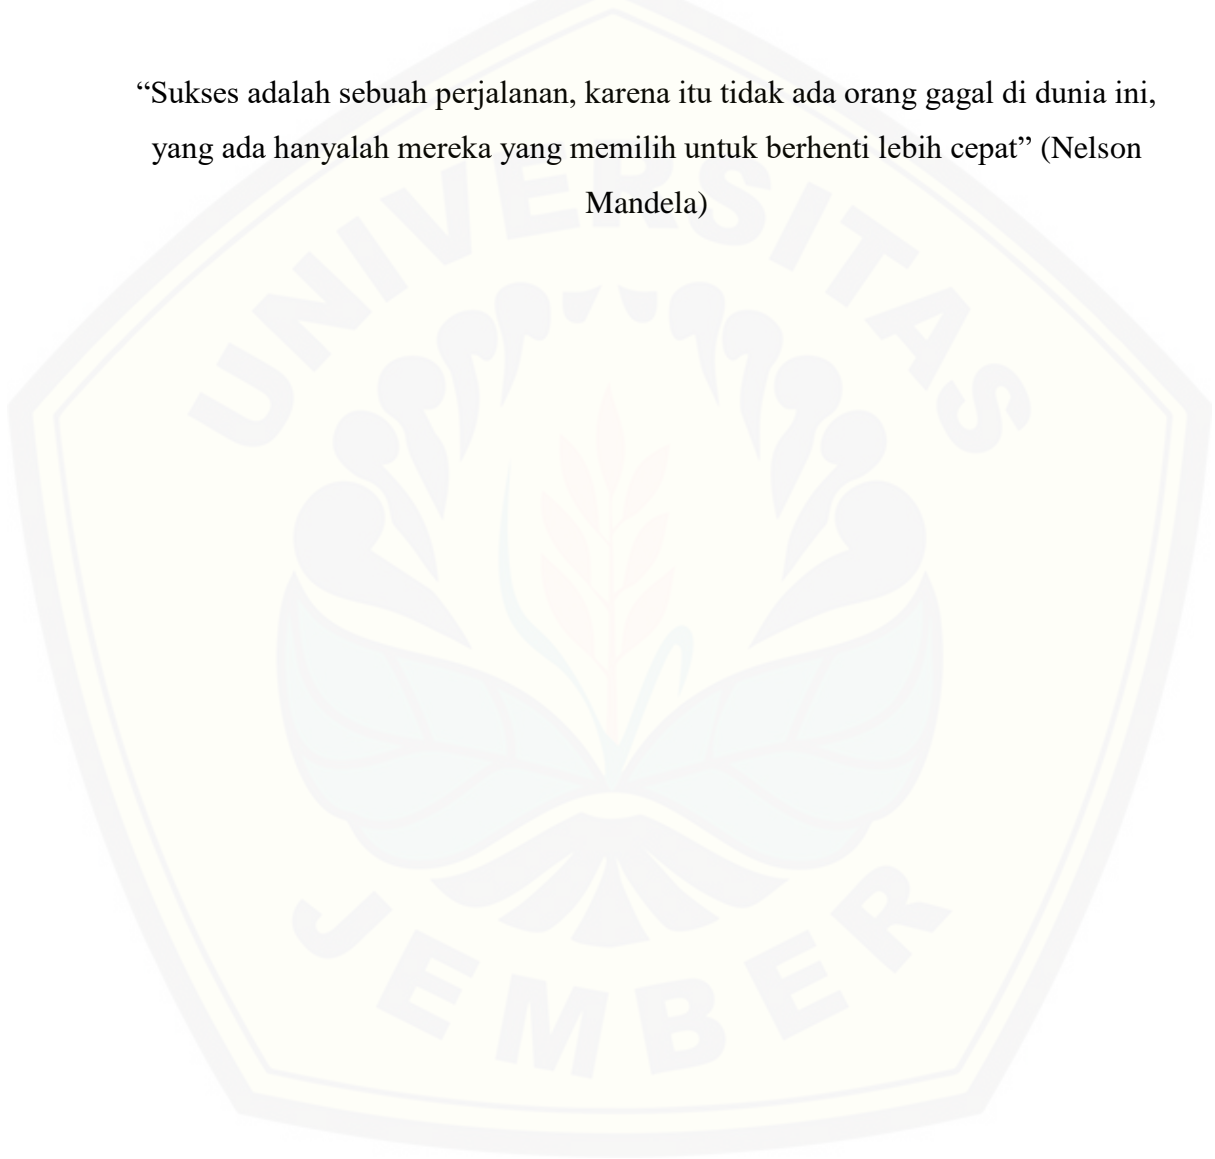 “Sukses adalah sebuah perjalanan, karena itu tidak ada orang gagal di dunia ini,
yang ada hanyalah mereka yang memilih untuk berhenti lebih cepat” (Nelson
Mandela)
UNIVERSITAS
JEMBER